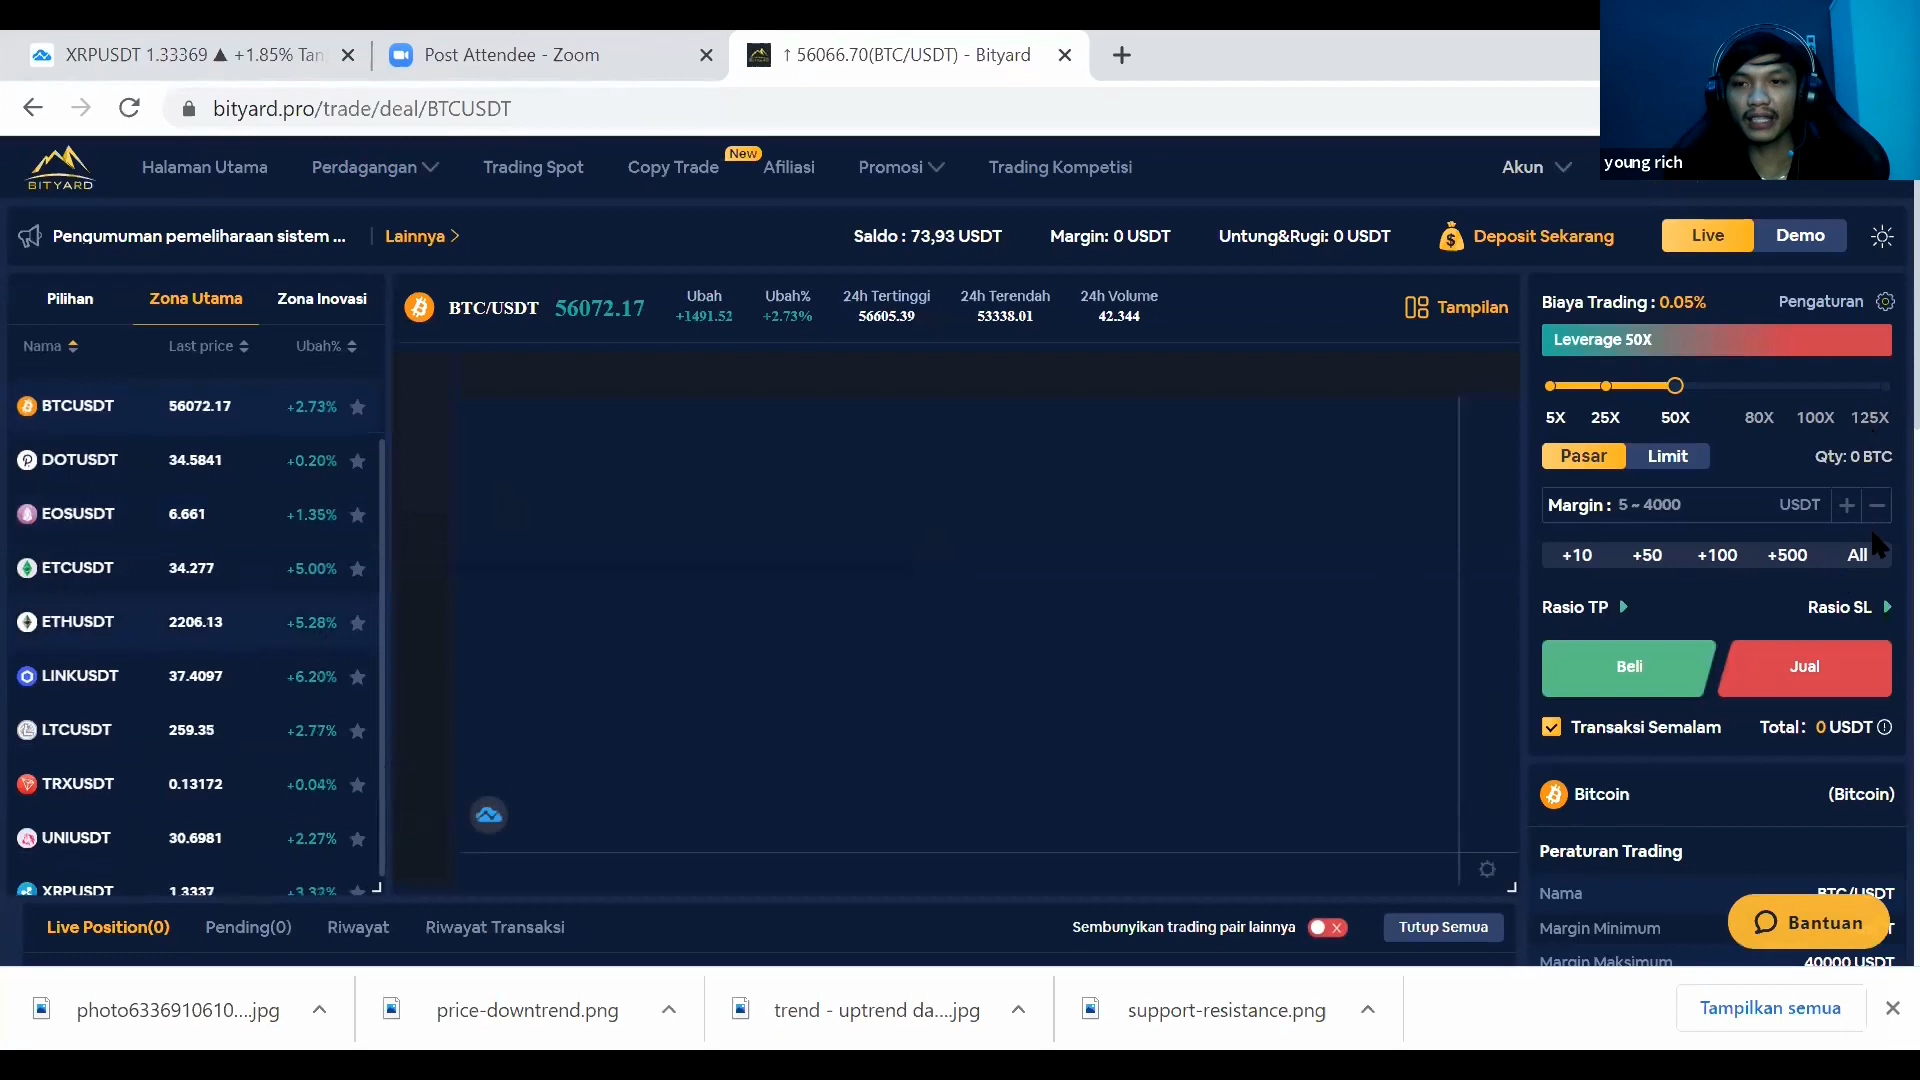 XRPUSDT 1.33369 ▲ +1.85% Tan
Post Attendee - Zoom
↑ 56066.70(BTC/USDT) - Bityard
bityard.pro/trade/deal/BTCUSDT
young rich
BITYARD
Halaman Utama
Perdagangan
Trading Spot
Copy Trade
New
Afiliasi
Promosi
Trading Kompetisi
Akun
Pengumuman pemeliharaan sistem ...
Lainnya >
Saldo : 73,93 USDT
Margin: 0 USDT
Untung&Rugi: 0 USDT
Deposit Sekarang
Live
Demo
Pilihan
Zona Utama
Zona Inovasi
Nama
Last price
Ubah%
BTCUSDT 56072.17 +2.73%
DOTUSDT 34.5841 +0.20%
EOSUSDT 6.661 +1.35%
ETCUSDT 34.277 +5.00%
ETHUSDT 2206.13 +5.28%
LINKUSDT 37.4097 +6.20%
LTCUSDT 259.35 +2.77%
TRXUSDT 0.13172 +0.04%
UNIUSDT 30.6981 +2.27%
XRPUSDT 1.3337 +3.32%
BTC/USDT 56072.17
Ubah
+1491.52
Ubah%
+2.73%
24h Tertinggi
56605.39
24h Terendah
53338.01
24h Volume
42.344
Tampilan
Biaya Trading : 0.05%
Pengaturan
Leverage 50X
5X 25X 50X 80X 100X 125X
Pasar
Limit
Qty: 0 BTC
Margin : 5 ~ 4000 USDT + −
+10 +50 +100 +500 All
Rasio TP
Rasio SL
Beli
Jual
Transaksi Semalam
Total: 0 USDT
Bitcoin
(Bitcoin)
Peraturan Trading
Nama BTC/USDT
Margin Minimum
Margin Maksimum 40000 USDT
Bantuan
Live Position(0)
Pending(0)
Riwayat
Riwayat Transaksi
Sembunyikan trading pair lainnya
Tutup Semua
photo6336910610....jpg
price-downtrend.png
trend - uptrend da....jpg
support-resistance.png
Tampilkan semua